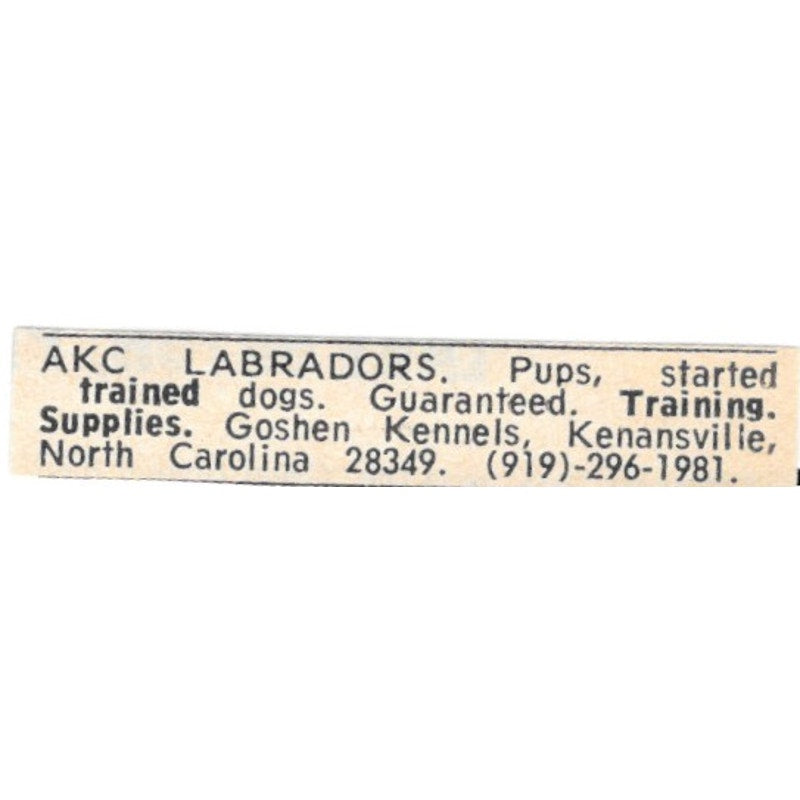 AKC LABRADORS. Pups, started
trained dogs. Guaranteed. Training.
Supplies. Goshen Kennels, Kenansville,
North Carolina 28349. (919)-296-1981.